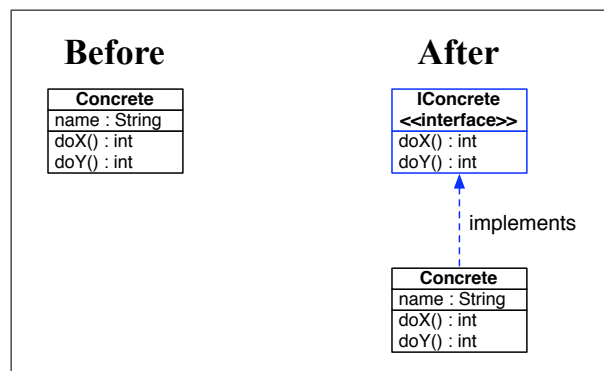 Before
Concrete
name : String
doX() : int
doY() : int
After
IConcrete
<<interface>>
doX() : int
doY() : int
implements
Concrete
name : String
doX() : int
doY() : int